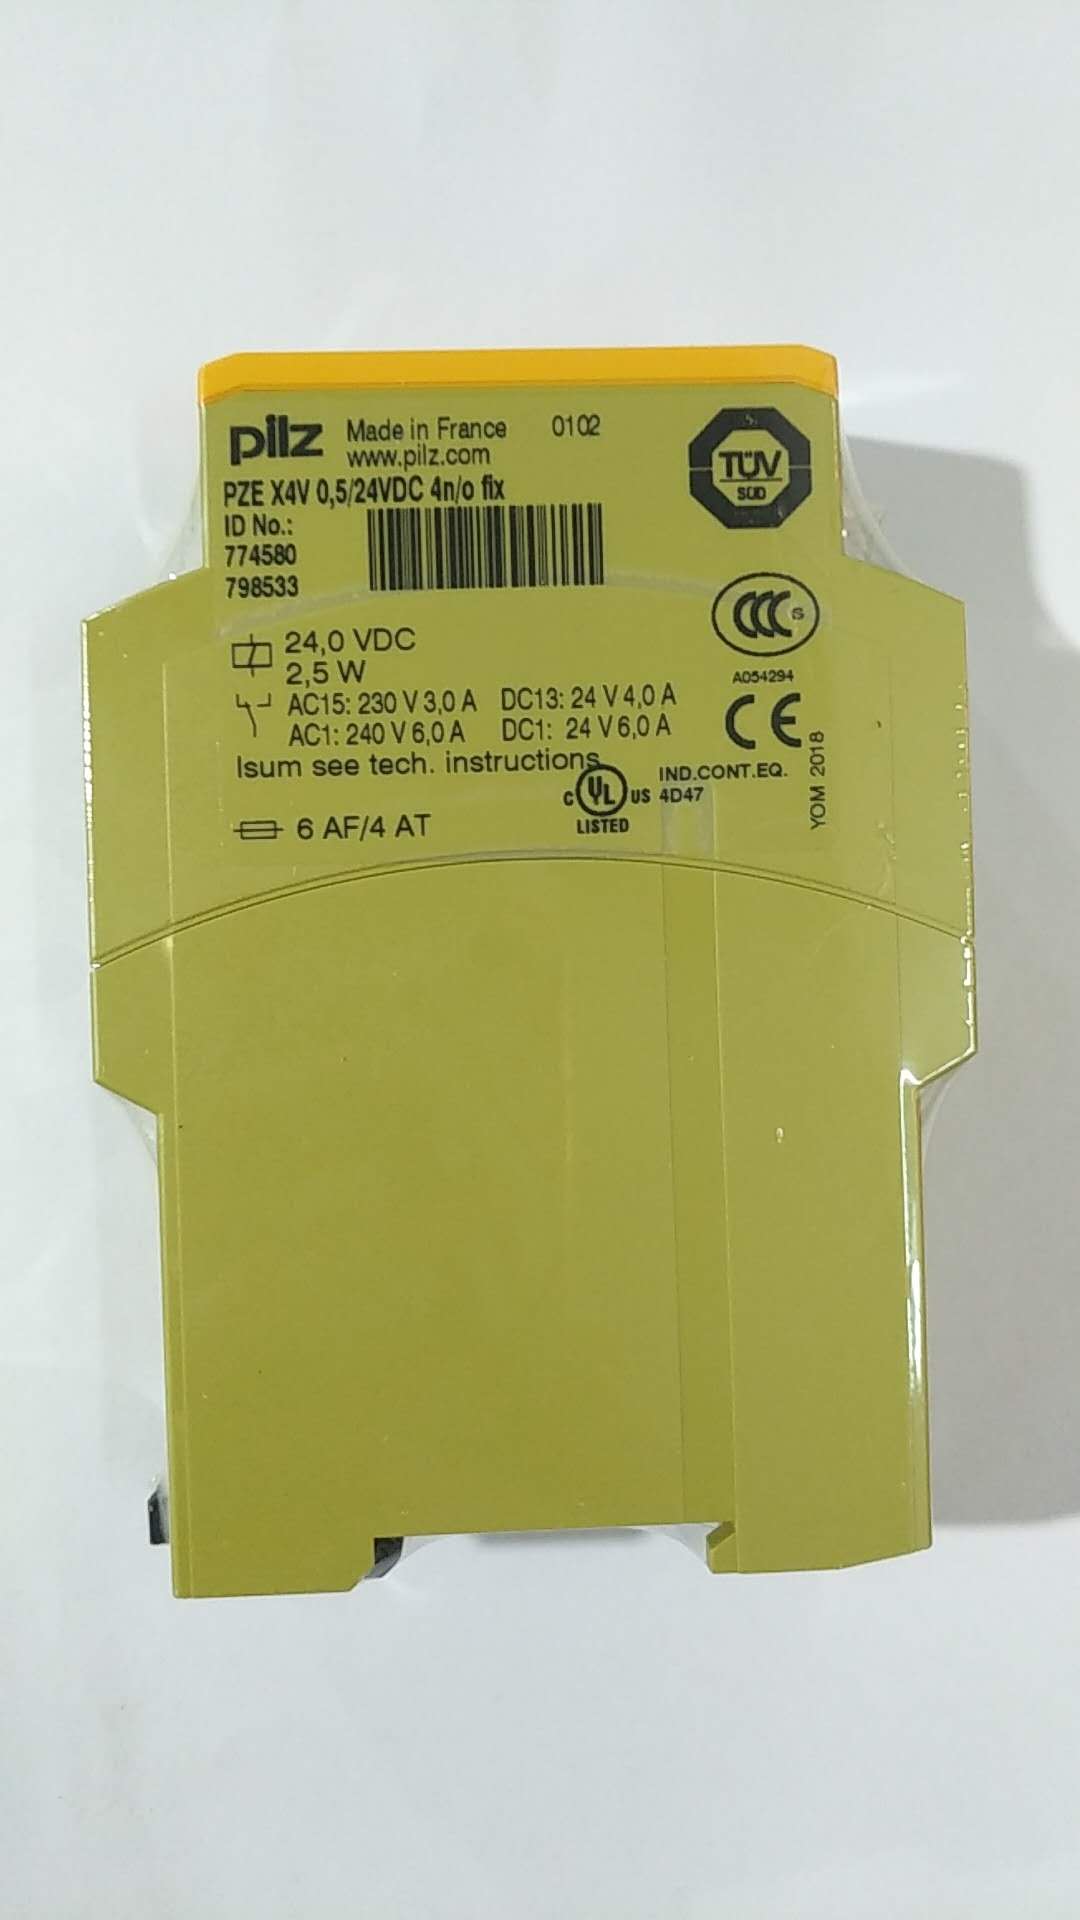 pilz Made in France 0102
www.pilz.com
PZE X4V 0,5/24VDC 4n/o fix
ID No.:
774580
798533
TÜV
SÜD
CCC S
A054294
24,0 VDC
2,5 W
AC15: 230 V 3,0 A DC13: 24 V 4,0 A
AC1: 240 V 6,0 A DC1: 24 V 6,0 A
CE
Isum see tech. instructions
6 AF/4 AT
C UL US
LISTED
IND.CONT.EQ.
4D47
YOM 2018